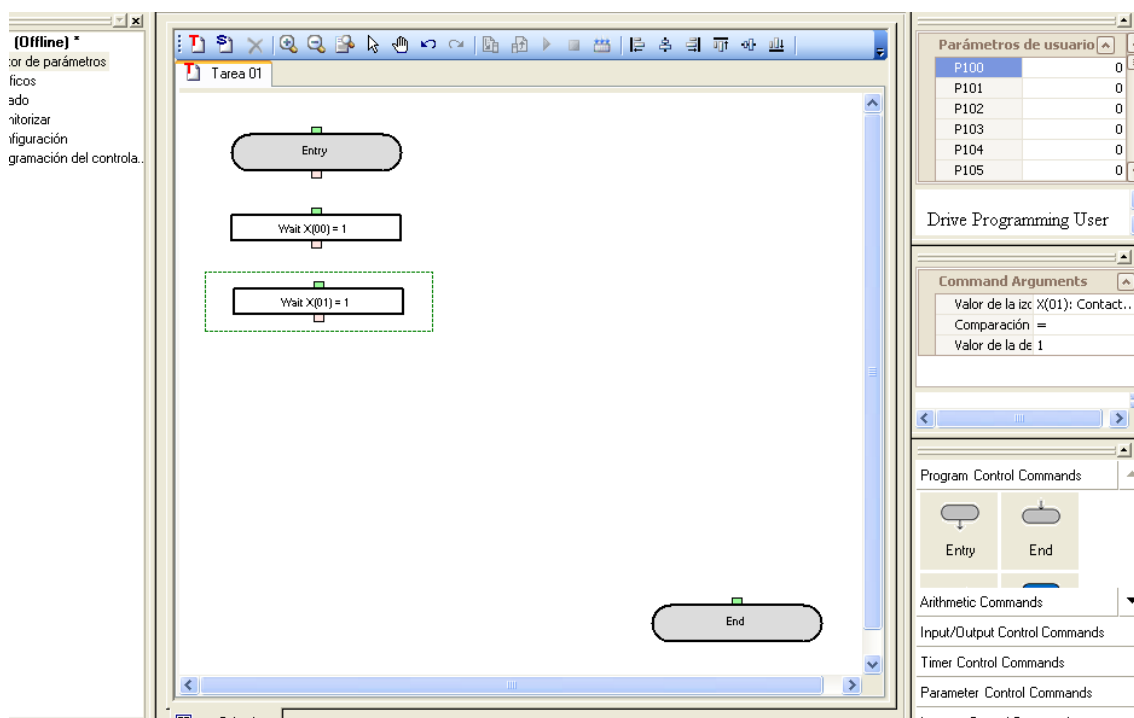 (Offline) *
tor de parámetros
ficos
ado
nitorizar
nfiguración
gramación del controla..
Tarea 01
Entry
Wait X(00) = 1
Wait X(01) = 1
End
Parámetros de usuario
P100 0
P101 0
P102 0
P103 0
P104 0
P105 0
Drive Programming User
Command Arguments
Valor de la izc X(01): Contact..
Comparación =
Valor de la de 1
Program Control Commands
Entry End
Arithmetic Commands
Input/Output Control Commands
Timer Control Commands
Parameter Control Commands